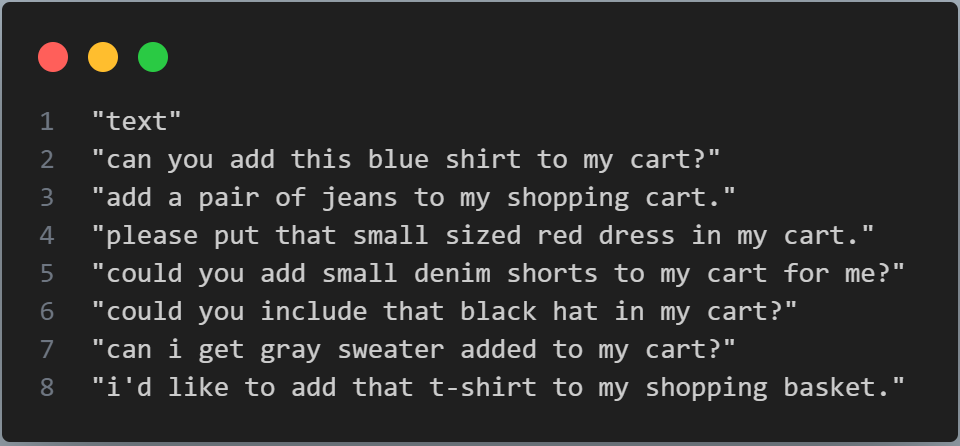 1 "text"
2 "can you add this blue shirt to my cart?"
3 "add a pair of jeans to my shopping cart."
4 "please put that small sized red dress in my cart."
5 "could you add small denim shorts to my cart for me?"
6 "could you include that black hat in my cart?"
7 "can i get gray sweater added to my cart?"
8 "i'd like to add that t-shirt to my shopping basket."